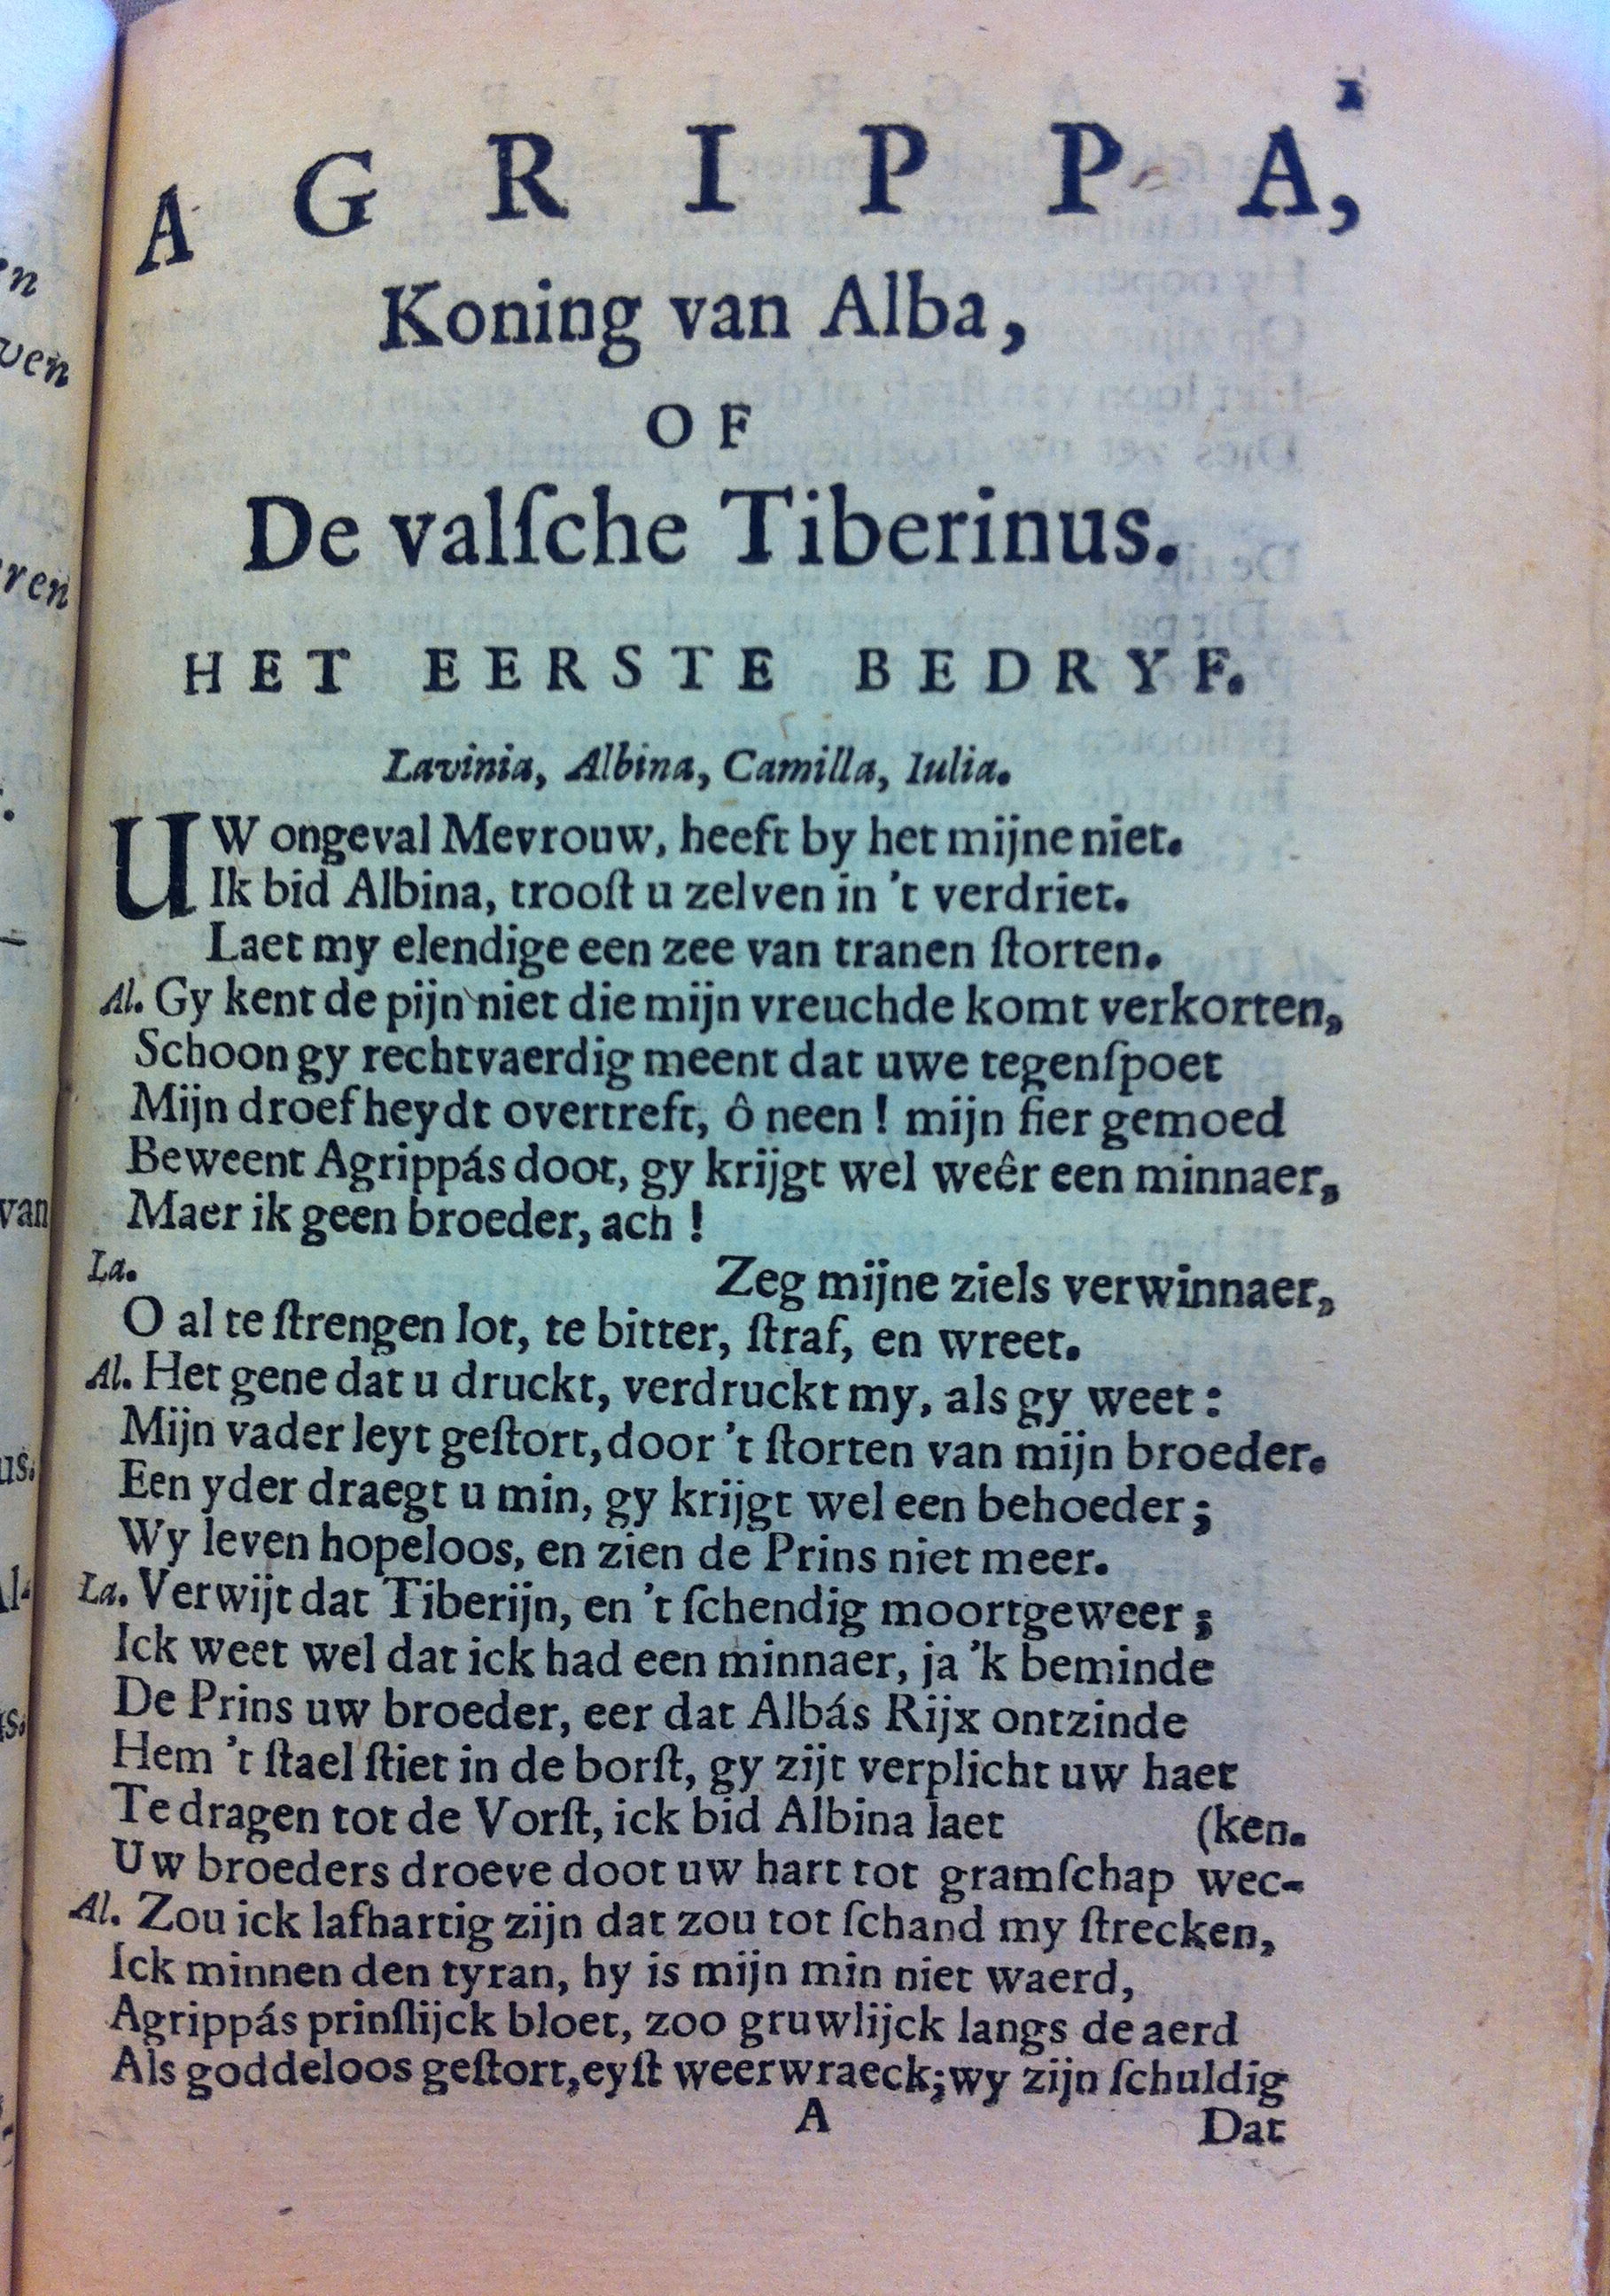 1
AGRIPPA,
Koning van Alba,
OF
De valſche Tiberinus.
HET EERSTE BEDRYF.
Lavinia, Albina, Camilla, Iulia.
UW ongeval Mevrouw, heeft by het mijne niet.
Ik bid Albina, trooſt u zelven in 't verdriet.
Laet my elendige een zee van tranen ſtorten.
Al. Gy kent de pijn niet die mijn vreuchde komt verkorten,
Schoon gy rechtvaerdig meent dat uwe tegenſpoet
Mijn droefheydt overtreft, ô neen! mijn fier gemoed
Beweent Agrippás doot, gy krijgt wel weêr een minnaer,
Maer ik geen broeder, ach!
La. Zeg mijne ziels verwinnaer,
O al te ſtrengen lot, te bitter, ſtraf, en wreet.
Al. Het gene dat u druckt, verdruckt my, als gy weet:
Mijn vader leyt geſtort, door 't ſtorten van mijn broeder.
Een yder draegt u min, gy krijgt wel een behoeder;
Wy leven hopeloos, en zien de Prins niet meer.
La. Verwijt dat Tiberijn, en 't ſchendig moortgeweer;
Ick weet wel dat ick had een minnaer, ja 'k beminde
De Prins uw broeder, eer dat Albás Rijx ontzinde
Hem 't ſtael ſtiet in de borſt, gy zijt verplicht uw haet
Te dragen tot de Vorſt, ick bid Albina laet (ken.
Uw broeders droeve doot uw hart tot gramſchap wec-
Al. Zou ick lafhartig zijn dat zou tot ſchand my ſtrecken,
Ick minnen den tyran, hy is mijn min niet waerd,
Agrippás prinſlijck bloet, zoo gruwlijck langs de aerd
Als goddeloos geſtort, eyſt weerwraeck; wy zijn ſchuldig
A
Dat